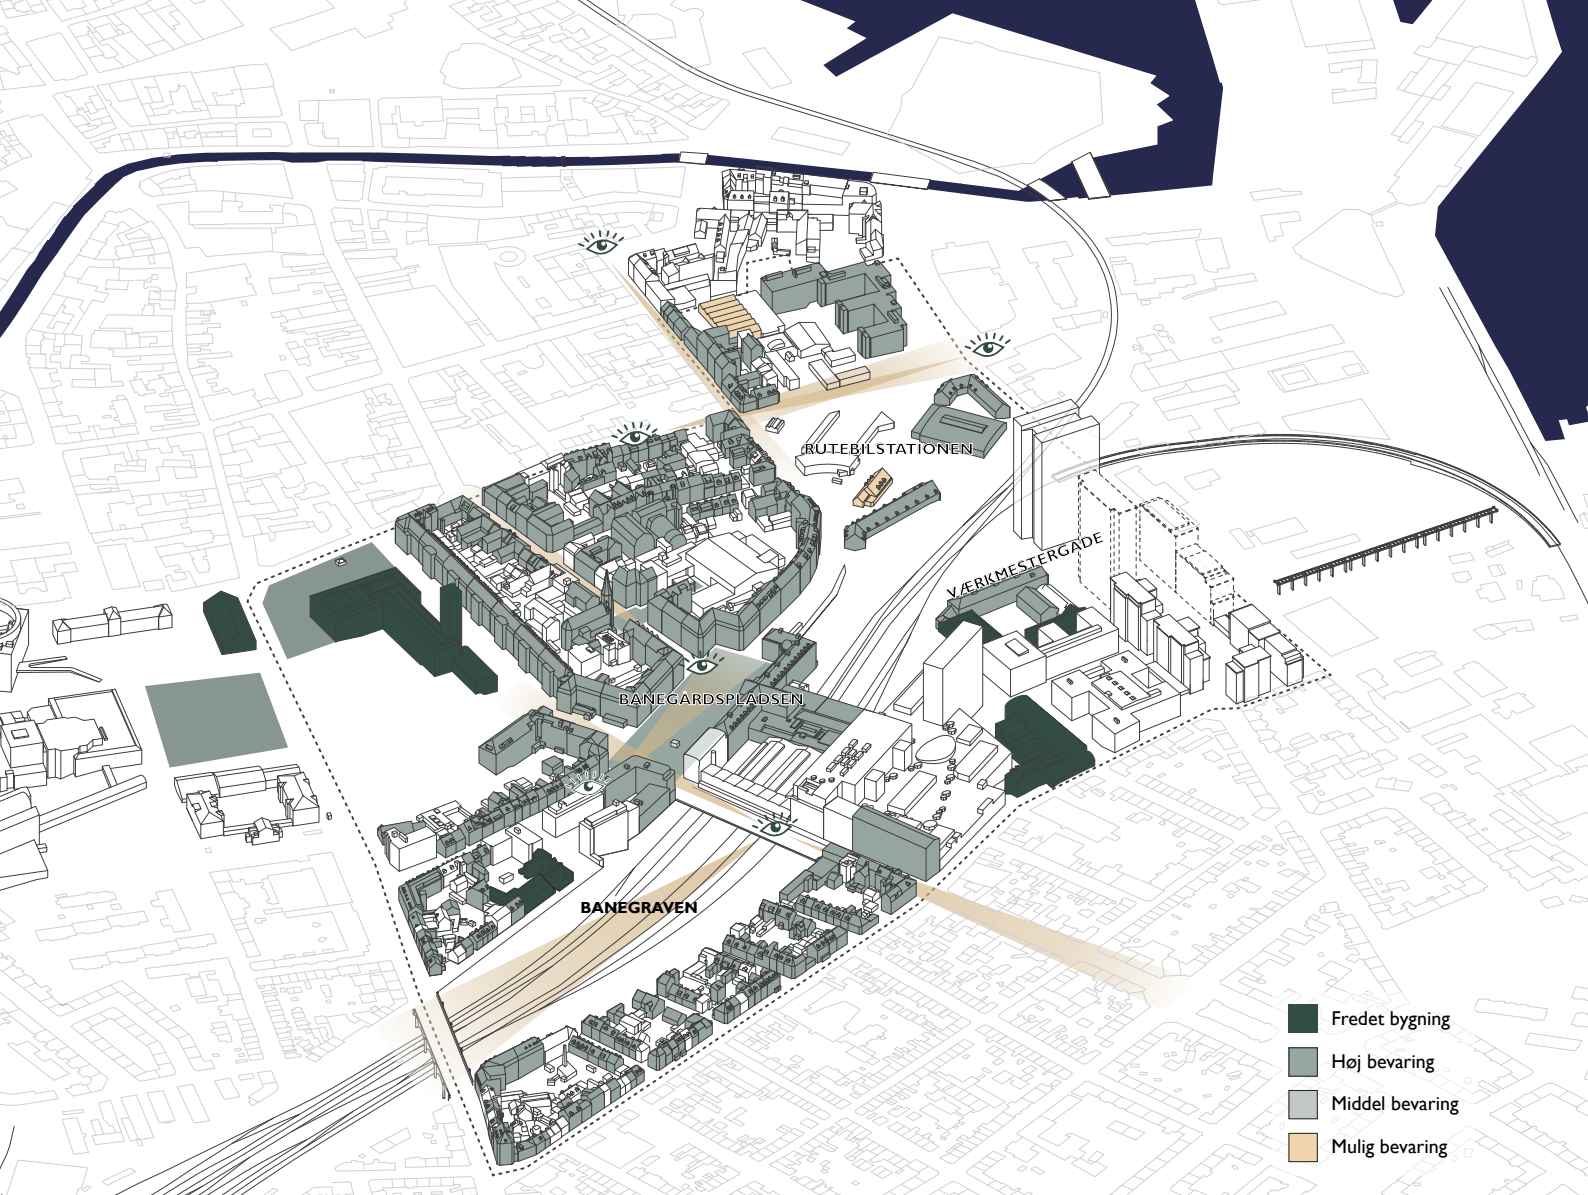 RUTEBILSTATIONEN
VÆRKMESTERGADE
BANEGARDSPLADSEN
BANEGRAVEN
Fredet bygning
Høj bevaring
Middel bevaring
Mulig bevaring